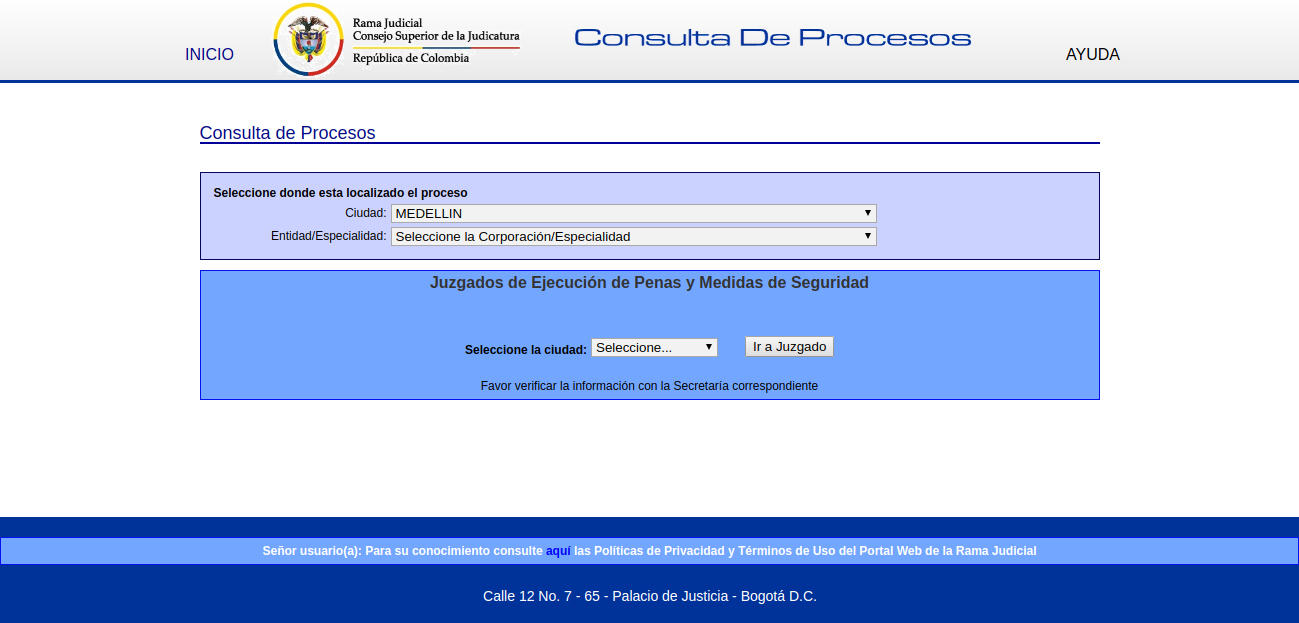 INICIO
Rama Judicial
Consejo Superior de la Judicatura
República de Colombia
Consulta De Procesos
AYUDA
Consulta de Procesos
Seleccione donde esta localizado el proceso
Ciudad: MEDELLIN
Entidad/Especialidad: Seleccione la Corporación/Especialidad
Juzgados de Ejecución de Penas y Medidas de Seguridad
Seleccione la ciudad: Seleccione... Ir a Juzgado
Favor verificar la información con la Secretaría correspondiente
Señor usuario(a): Para su conocimiento consulte aquí las Políticas de Privacidad y Términos de Uso del Portal Web de la Rama Judicial
Calle 12 No. 7 - 65 - Palacio de Justicia - Bogotá D.C.